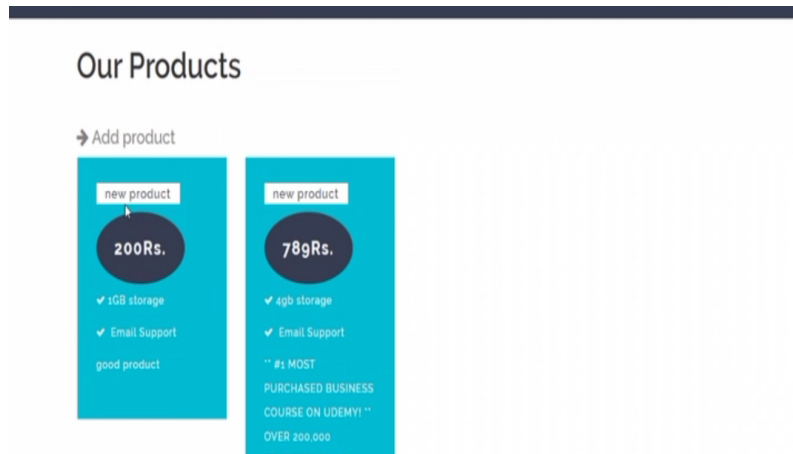 Our Products
Add product
new product
200Rs.
1GB storage
Email Support
good product
new product
789Rs.
4gb storage
Email Support
** #1 MOST
PURCHASED BUSINESS
COURSE ON UDEMY! **
OVER 200,000